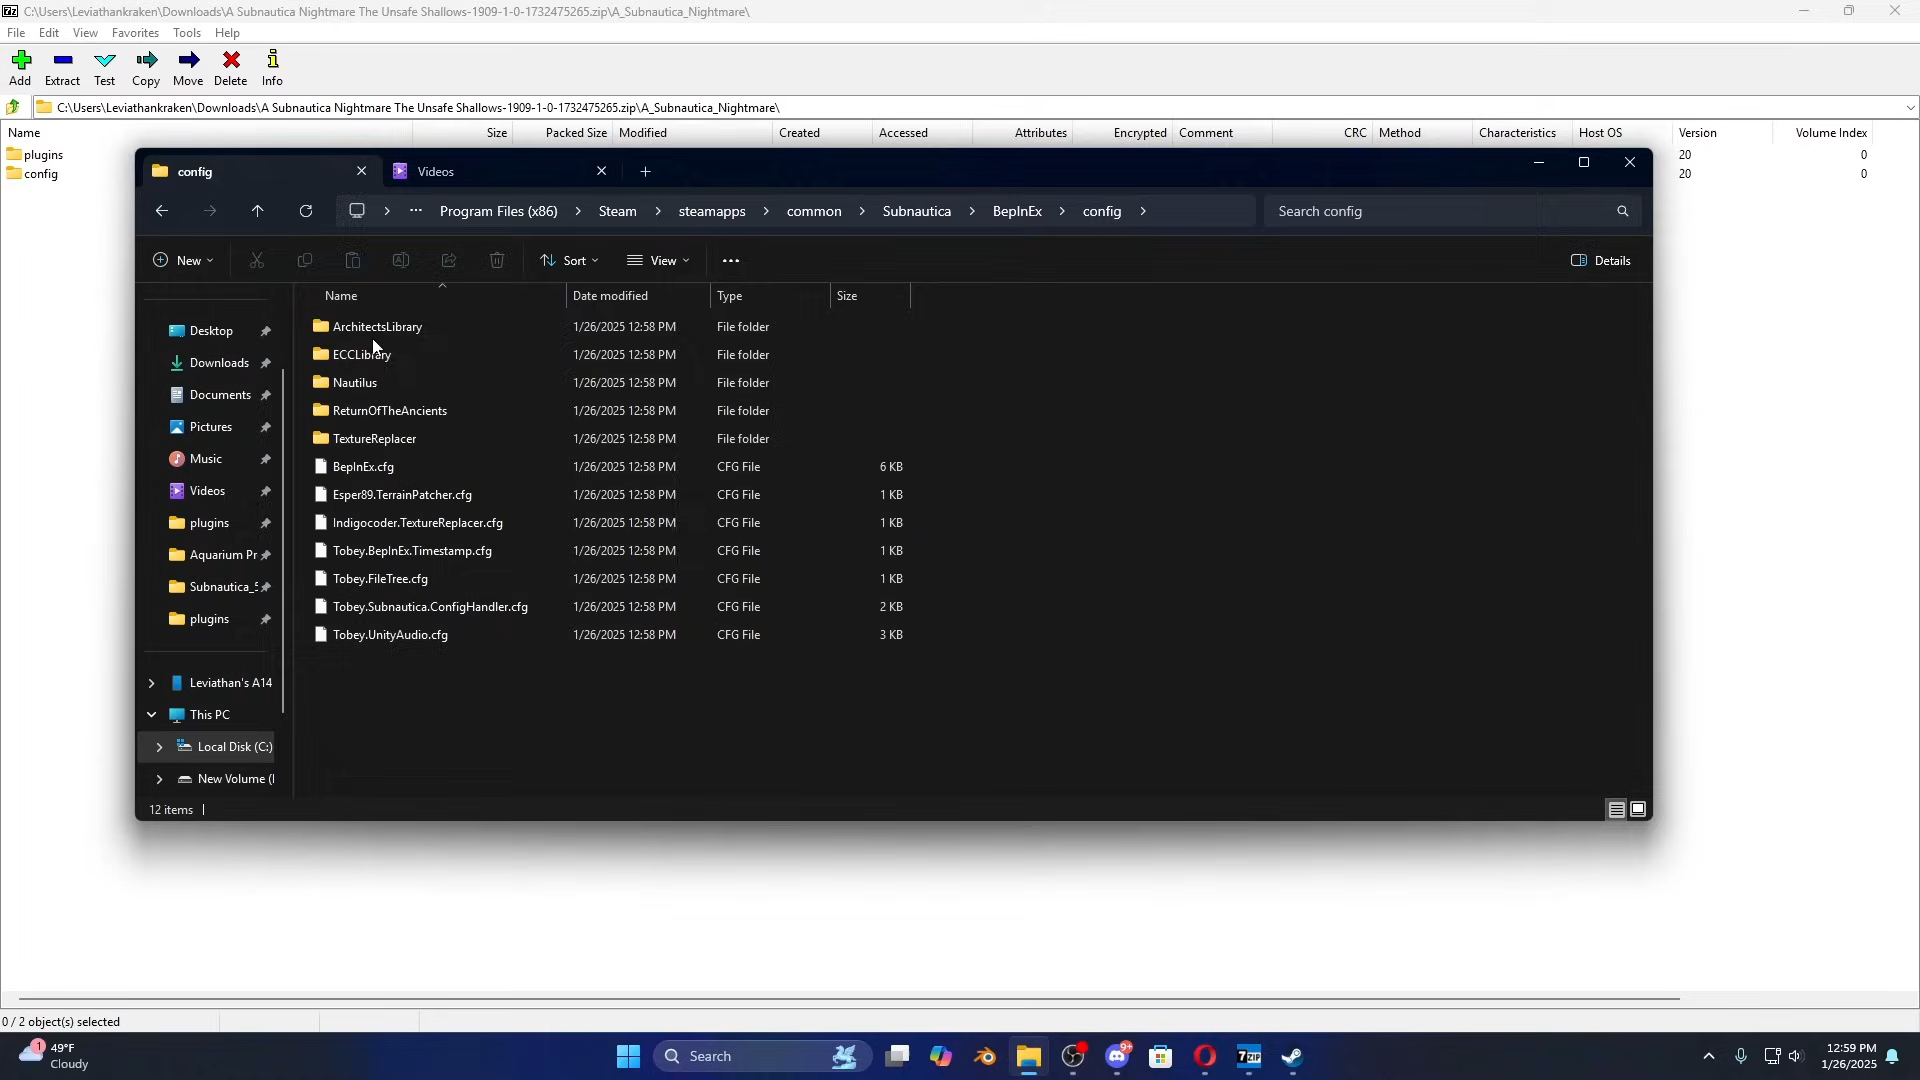 C:\Users\Leviathankraken\Downloads\A Subnautica Nightmare The Unsafe Shallows-1909-1-0-1732475265.zip\A_Subnautica_Nightmare\
File Edit View Favorites Tools Help
Add Extract Test Copy Move Delete Info
C:\Users\Leviathankraken\Downloads\A Subnautica Nightmare The Unsafe Shallows-1909-1-0-1732475265.zip\A_Subnautica_Nightmare\
Name Size Packed Size Modified Created Accessed Attributes Encrypted Comment CRC Method Characteristics Host OS Version Volume Index
plugins 20 0
config 20 0
config Videos
Program Files (x86) Steam steamapps common Subnautica BepInEx config Search config
New Sort View Details
Name Date modified Type Size
ArchitectsLibrary 1/26/2025 12:58 PM File folder
ECCLibrary 1/26/2025 12:58 PM File folder
Nautilus 1/26/2025 12:58 PM File folder
ReturnOfTheAncients 1/26/2025 12:58 PM File folder
TextureReplacer 1/26/2025 12:58 PM File folder
BepInEx.cfg 1/26/2025 12:58 PM CFG File 6 KB
Esper89.TerrainPatcher.cfg 1/26/2025 12:58 PM CFG File 1 KB
Indigocoder.TextureReplacer.cfg 1/26/2025 12:58 PM CFG File 1 KB
Tobey.BepInEx.Timestamp.cfg 1/26/2025 12:58 PM CFG File 1 KB
Tobey.FileTree.cfg 1/26/2025 12:58 PM CFG File 1 KB
Tobey.Subnautica.ConfigHandler.cfg 1/26/2025 12:58 PM CFG File 2 KB
Tobey.UnityAudio.cfg 1/26/2025 12:58 PM CFG File 3 KB
Desktop
Downloads
Documents
Pictures
Music
Videos
plugins
Aquarium Pr
Subnautica_
plugins
Leviathan's A14
This PC
Local Disk (C:)
New Volume (
12 items
0 / 2 object(s) selected
1
49°F
Cloudy
Search
9+
7ZIP
12:59 PM
1/26/2025